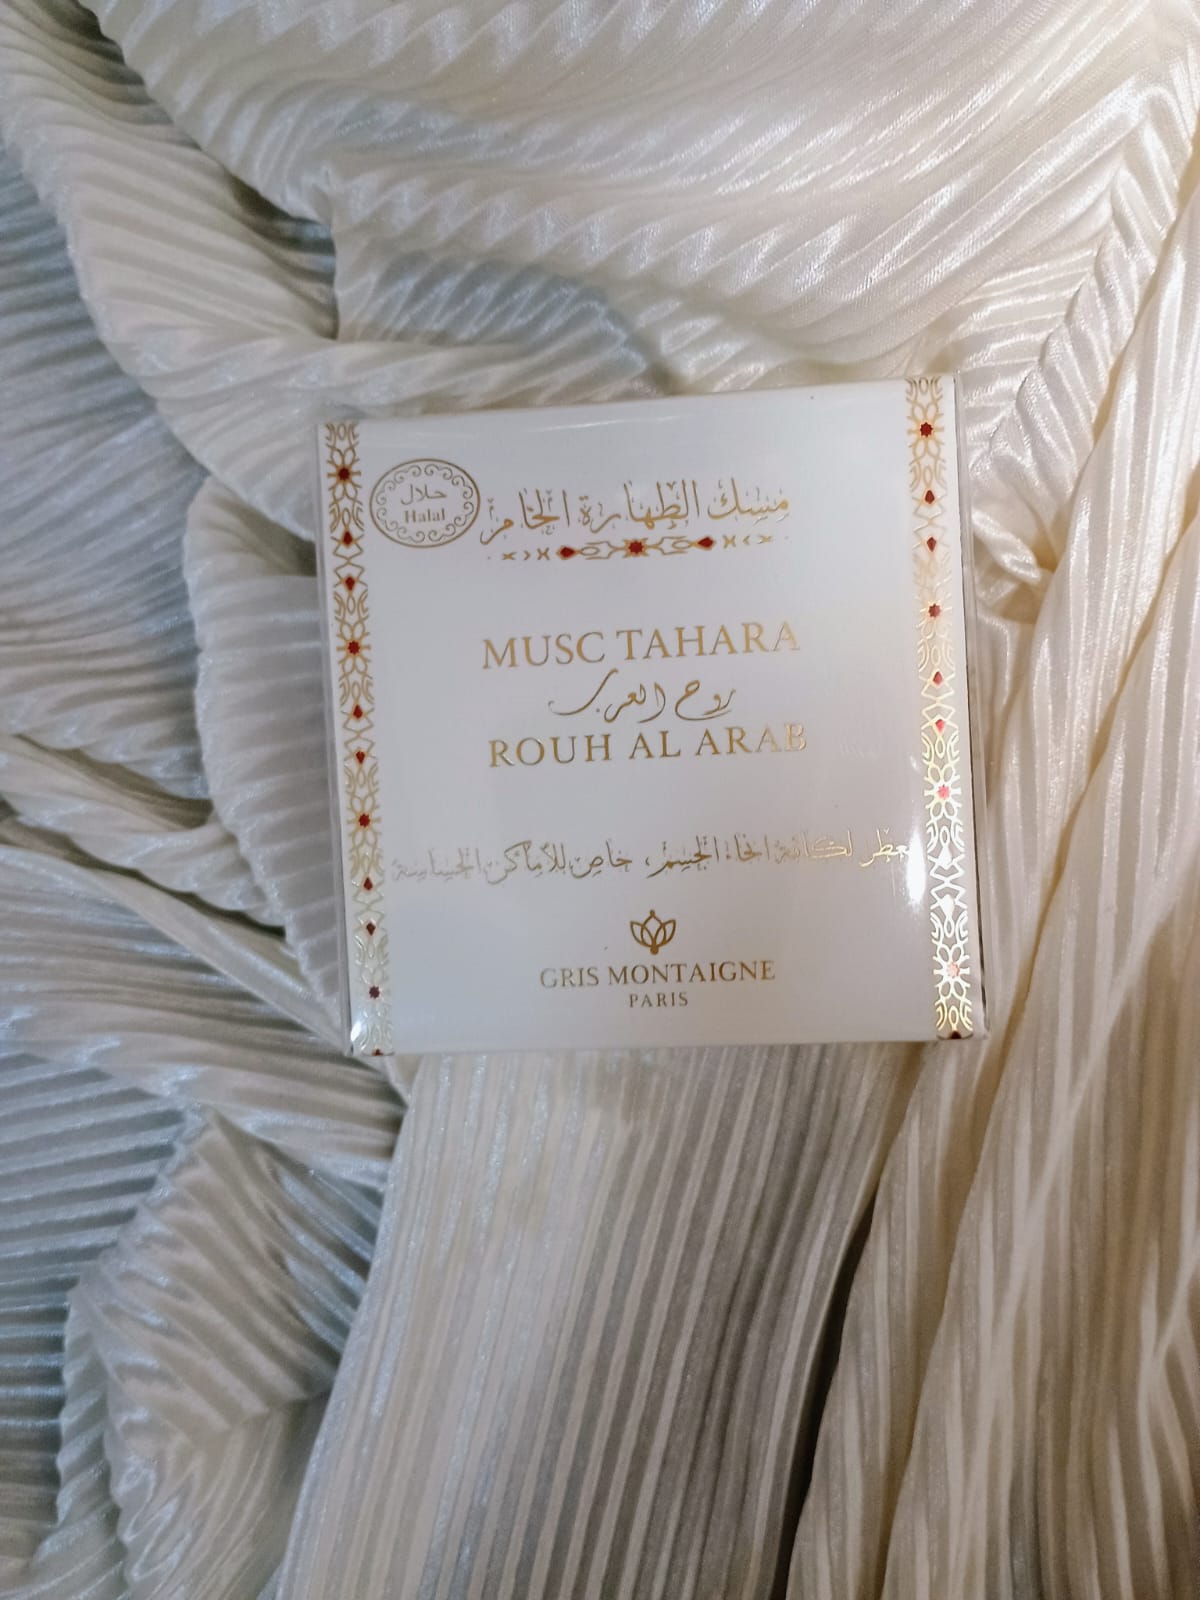 حلال
Halal
مسك الطهارة الخام
MUSC TAHARA
روح العرب
ROUH AL ARAB
معطر لكافة انحاء الجسم، خاص للأماكن الحساسة
GRIS MONTAIGNE
PARIS